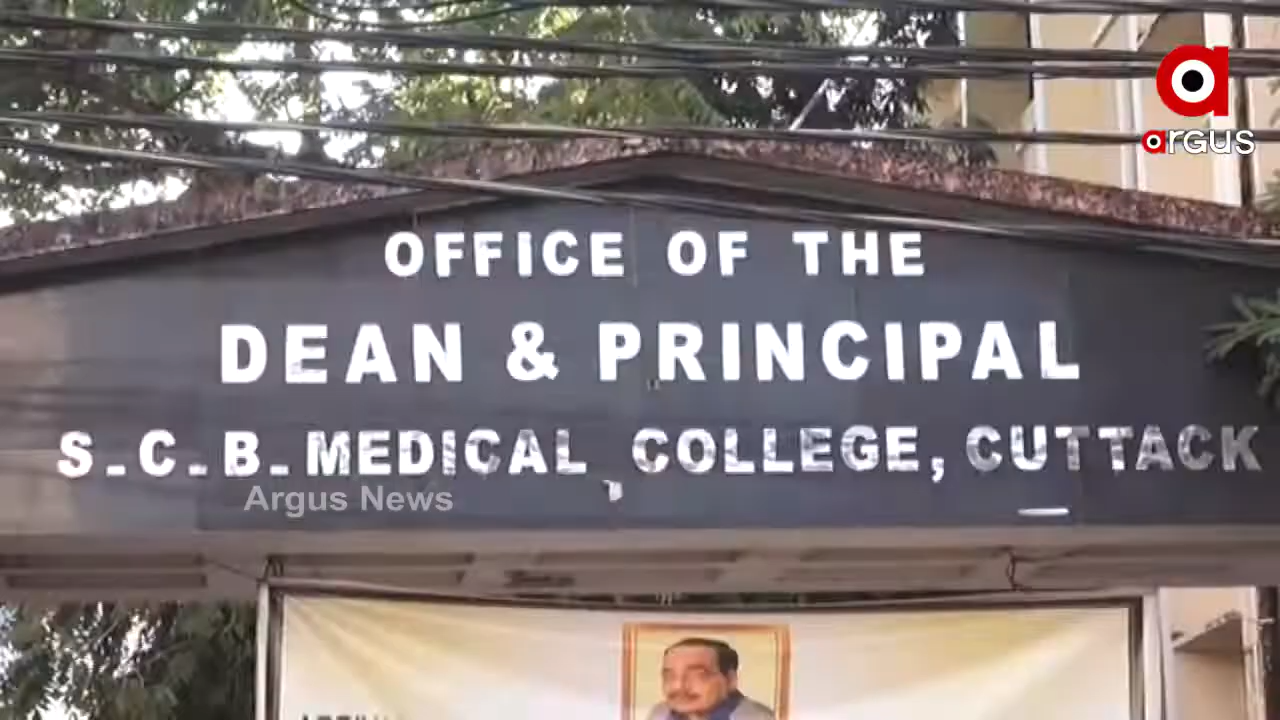 argus
OFFICE OF THE
DEAN & PRINCIPAL
S.C.B. MEDICAL COLLEGE, CUTTACK
Argus News